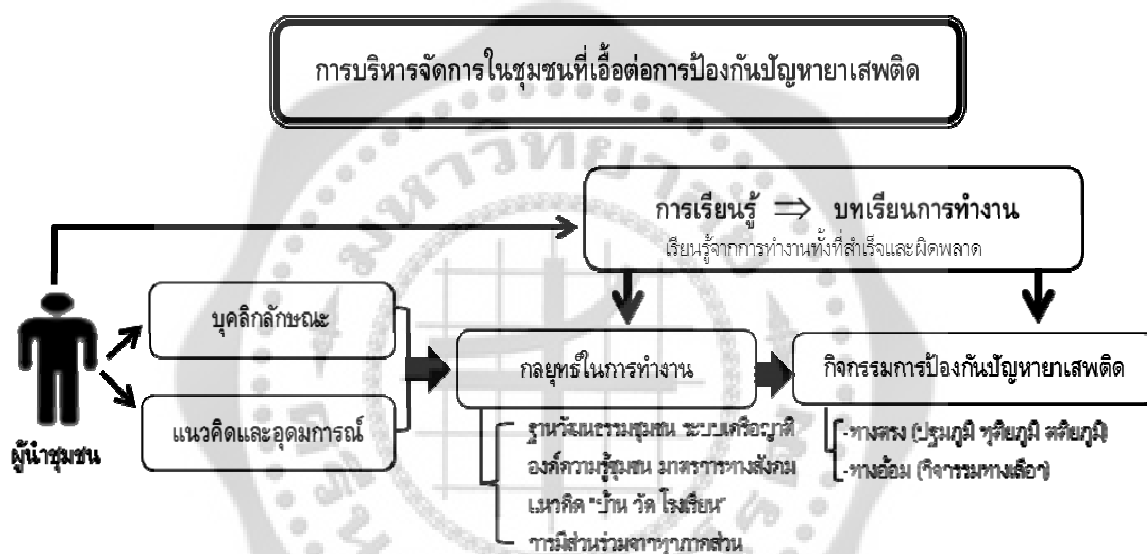 การบริหารจัดการในชุมชนที่เอื้อต่อการป้องกันปัญหายาเสพติด
มหาวิทยาลัย
การเรียนรู้ ⇒ บทเรียนการทำงาน
เรียนรู้จากการทำงานทั้งที่สำเร็จและผิดพลาด
บุคลิกลักษณะ
แนวคิดและอุดมการณ์
ผู้นำชุมชน
กลยุทธ์ในการทำงาน
ฐานวัฒนธรรมชุมชน ระบบเครือญาติ
องค์ความรู้ชุมชน มาตรการทางสังคม
แนวคิด "บ้าน วัด โรงเรียน"
การมีส่วนร่วมจากทุกภาคส่วน
กิจกรรมการป้องกันปัญหายาเสพติด
-ทางตรง (ปฐมภูมิ ทุติยภูมิ ตติยภูมิ)
-ทางอ้อม (กิจกรรมทางเลือก)